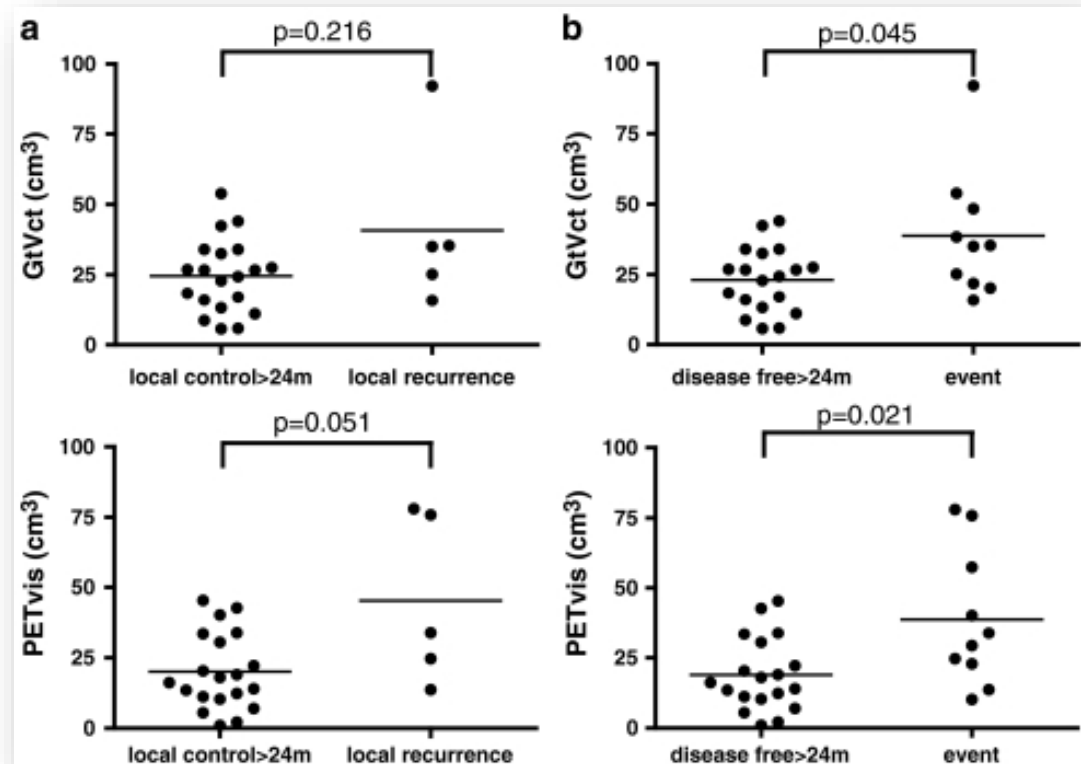 a
p=0.216
GtVct (cm³)
100
75
50
25
0
local control>24m local recurrence
b
p=0.045
GtVct (cm³)
100
75
50
25
0
disease free>24m event
p=0.051
PETvis (cm³)
100
75
50
25
0
local control>24m local recurrence
p=0.021
PETvis (cm³)
100
75
50
25
0
disease free>24m event